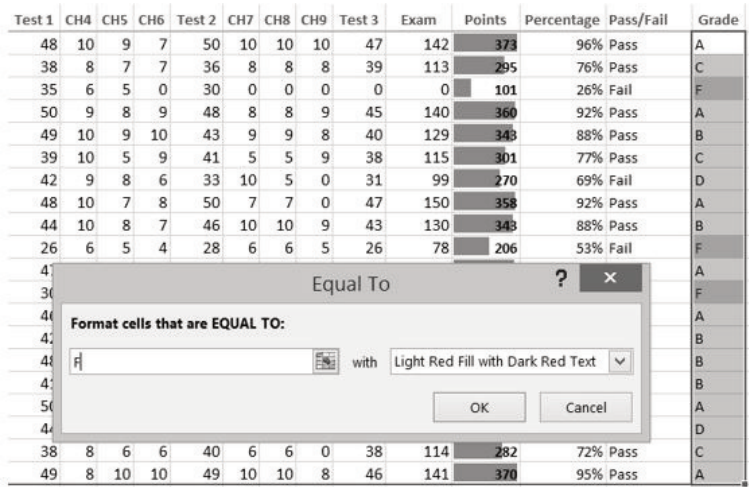 Test 1 CH4 CH5 CH6 Test 2 CH7 CH8 CH9 Test 3 Exam Points Percentage Pass/Fail Grade
48 10 9 7 50 10 10 10 47 142 373 96% Pass A
38 8 7 7 36 8 8 8 39 113 295 76% Pass C
35 6 5 0 30 0 0 0 0 0 101 26% Fail F
50 9 8 9 48 8 8 9 45 140 360 92% Pass A
49 10 9 10 43 9 9 8 40 129 343 88% Pass B
39 10 5 9 41 5 5 9 38 115 301 77% Pass C
42 9 8 6 33 10 5 0 31 99 270 69% Fail D
48 10 7 8 50 7 7 0 47 150 358 92% Pass A
44 10 8 7 46 10 10 9 43 130 343 88% Pass B
26 6 5 4 28 6 6 5 26 78 206 53% Fail F
A
F
A
B
B
B
A
D
Equal To ? ×
Format cells that are EQUAL TO:
F with Light Red Fill with Dark Red Text
OK Cancel
38 8 6 6 40 6 6 0 38 114 282 72% Pass C
49 8 10 10 49 10 10 8 46 141 370 95% Pass A